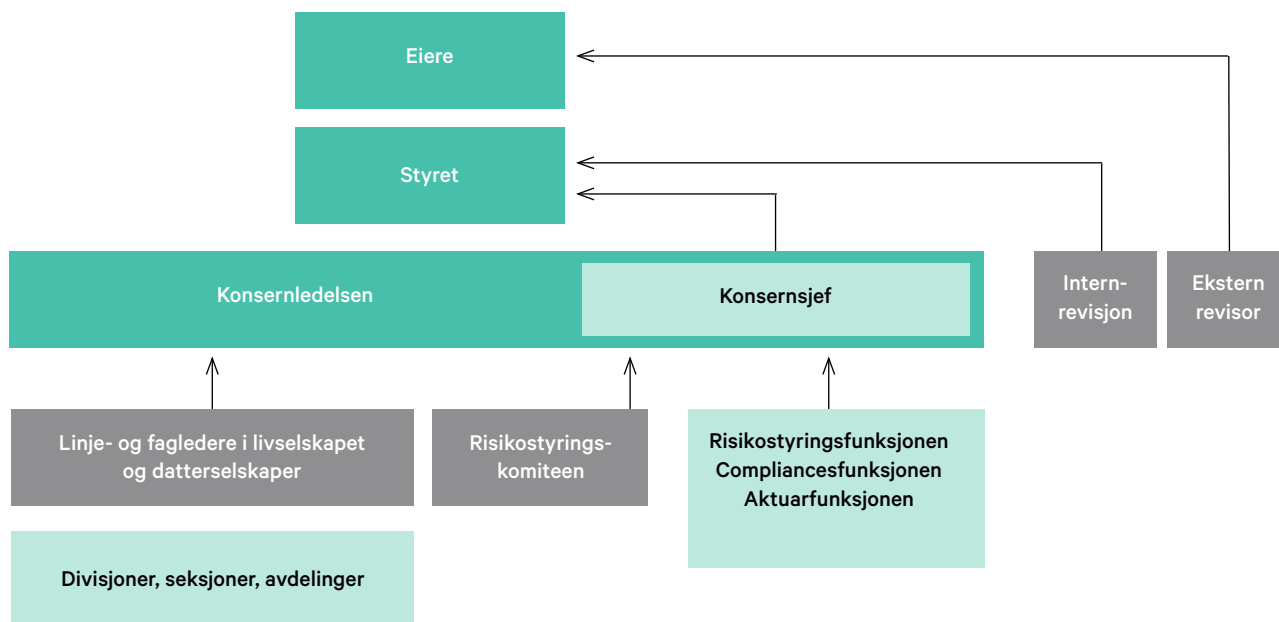 Eiere
Styret
Konsernledelsen
Konsernsjef
Intern-
revisjon
Ekstern
revisor
Linje- og fagledere i livselskapet
og datterselskaper
Risikostyrings-
komiteen
Risikostyringsfunksjonen
Compliancesfunksjonen
Aktuarfunksjonen
Divisjoner, seksjoner, avdelinger